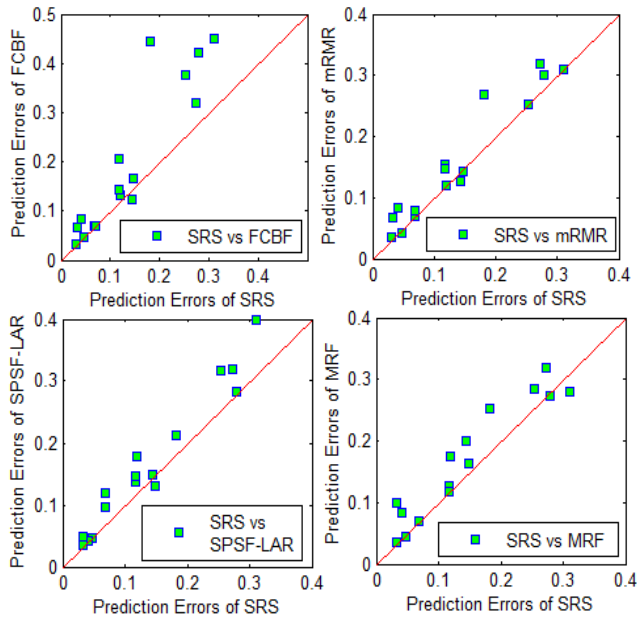 0.5
0.4
0.3
0.2
0.1
0
Prediction Errors of FCBF
SRS vs FCBF
0 0.1 0.2 0.3 0.4
Prediction Errors of SRS
0.4
0.3
0.2
0.1
0
Prediction Errors of mRMR
SRS vs mRMR
0 0.1 0.2 0.3 0.4
Prediction Errors of SRS
0.4
0.3
0.2
0.1
0
Prediction Errors of SPSF-LAR
SRS vs
SPSF-LAR
0 0.1 0.2 0.3 0.4
Prediction Errors of SRS
0.4
0.3
0.2
0.1
0
Prediction Errors of MRF
SRS vs MRF
0 0.1 0.2 0.3 0.4
Prediction Errors of SRS